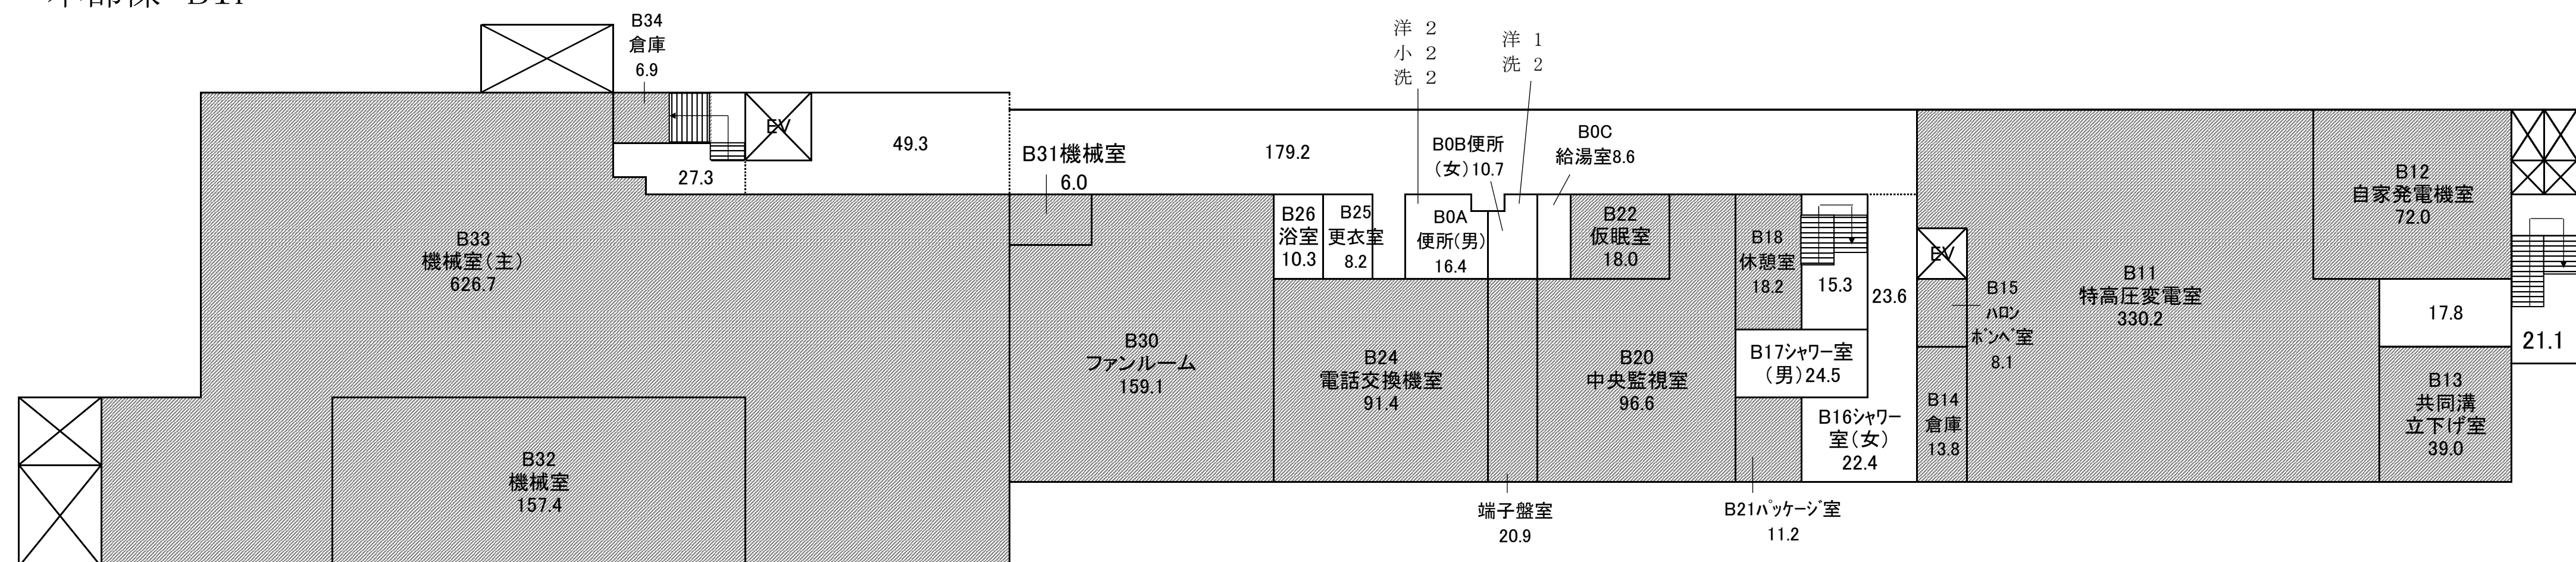 B34
倉庫
6.9
洋 2
小 2
洗 2
洋 1
洗 2
EV
49.3
27.3
B31機械室
6.0
179.2
B0B便所
(女)10.7
B0C
給湯室8.6
B12
自家発電機室
72.0
B33
機械室(主)
626.7
B26
浴室
10.3
B25
更衣室
8.2
B0A
便所(男)
16.4
B22
仮眠室
18.0
B18
休憩室
18.2
15.3
23.6
EV
B15
ハロン
ボンベ室
8.1
B11
特高圧変電室
330.2
17.8
21.1
B30
ファンルーム
159.1
B24
電話交換機室
91.4
B20
中央監視室
96.6
B17シャワー室
(男)24.5
B16シャワー
室(女)
22.4
B14
倉庫
13.8
B13
共同溝
立下げ室
39.0
B32
機械室
157.4
端子盤室
20.9
B21パッケージ室
11.2